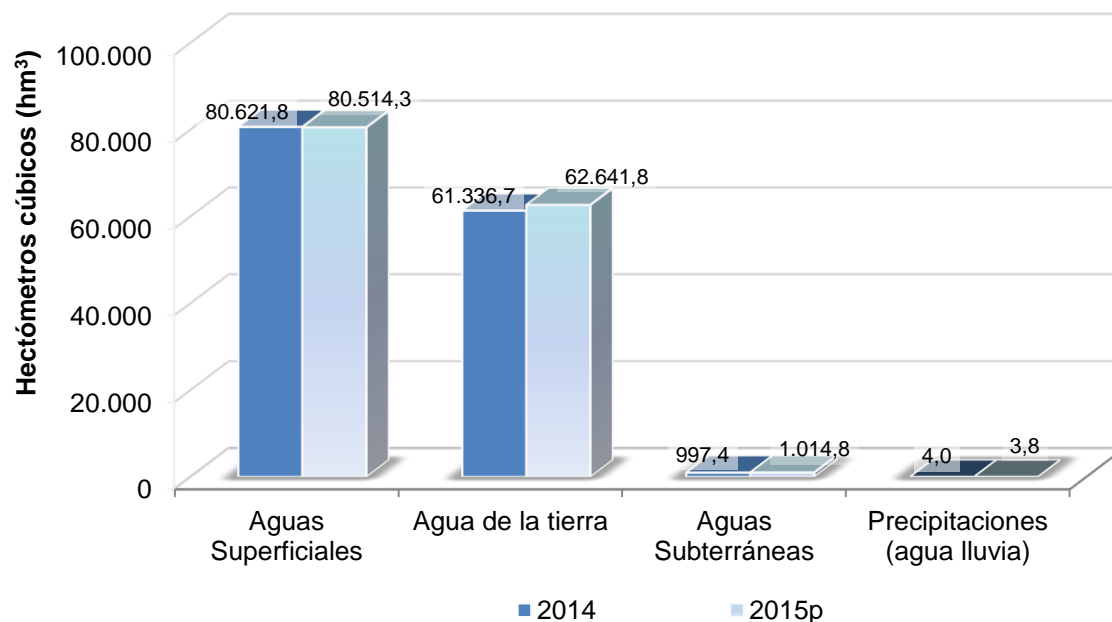 Hectómetros cúbicos (hm³)
100.000
80.000
60.000
40.000
20.000
0
80.621,8
80.514,3
61.336,7
62.641,8
997,4
1.014,8
4,0
3,8
Aguas
Superficiales
Agua de la tierra
Aguas
Subterráneas
Precipitaciones
(agua lluvia)
2014
2015p